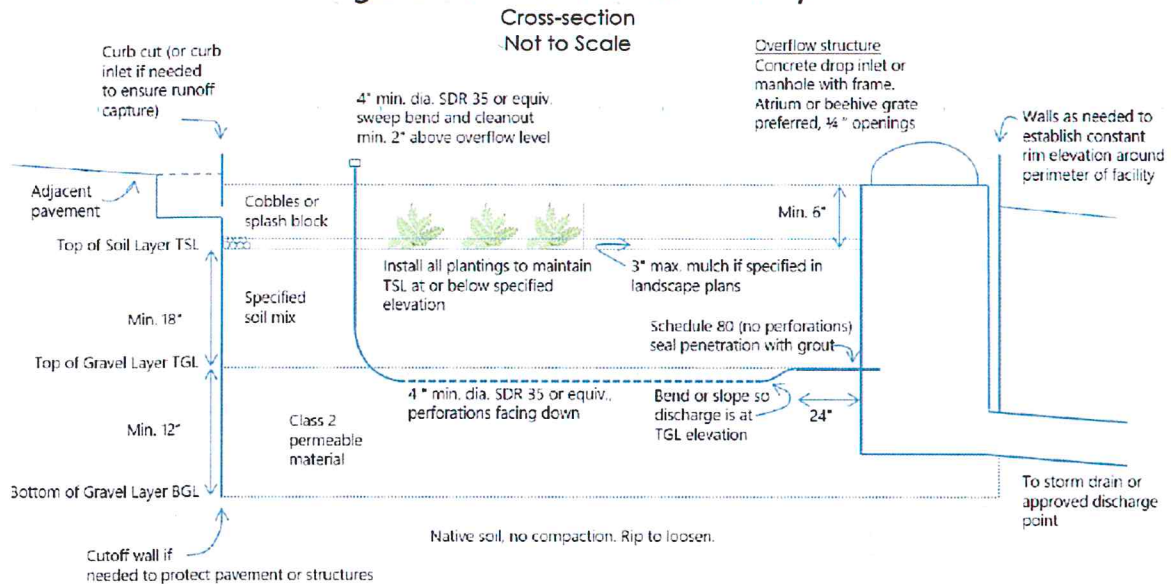 Cross-section
Not to Scale
Curb cut (or curb
inlet if needed
to ensure runoff
capture)
4" min. dia. SDR 35 or equiv.
sweep bend and cleanout
min. 2" above overflow level
Overflow structure
Concrete drop inlet or
manhole with frame.
Atrium or beehive grate
preferred, ¼ " openings
Walls as needed to
establish constant
rim elevation around
perimeter of facility
Adjacent
pavement
Cobbles or
splash block
Min. 6"
Top of Soil Layer TSL
Install all plantings to maintain
TSL at or below specified
elevation
3" max. mulch if specified in
landscape plans
Specified
soil mix
Min. 18"
Schedule 80 (no perforations)
seal penetration with grout
Top of Gravel Layer TGL
4 " min. dia. SDR 35 or equiv.,
perforations facing down
Bend or slope so
discharge is at
TGL elevation
24"
Min. 12"
Class 2
permeable
material
Bottom of Gravel Layer BGL
To storm drain or
approved discharge
point
Native soil, no compaction. Rip to loosen.
Cutoff wall if
needed to protect pavement or structures